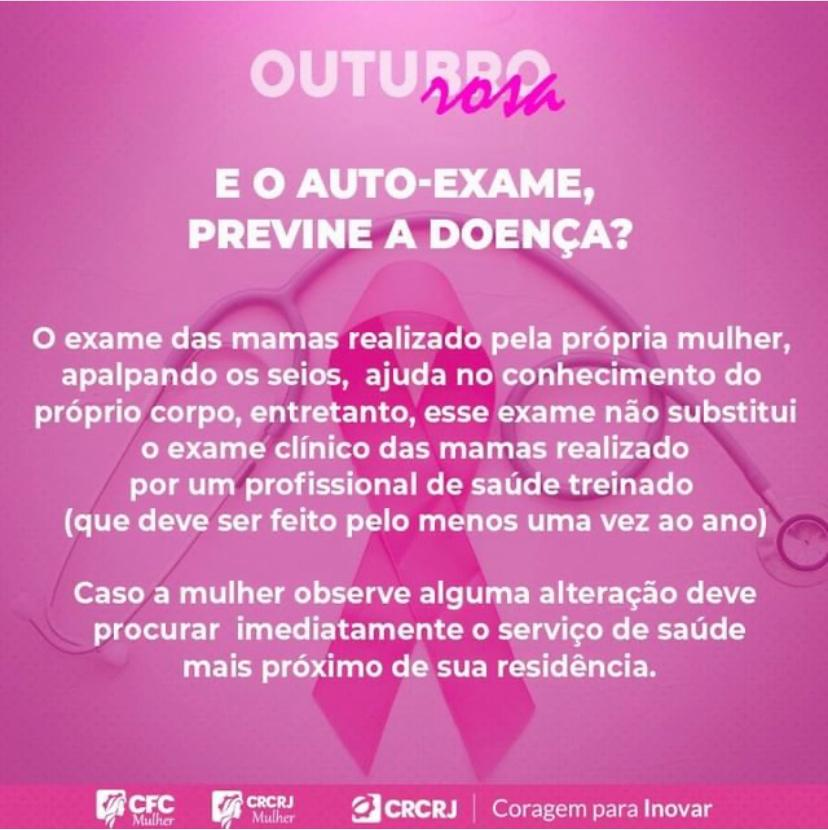 OUTUBRO
rosa
E O AUTO-EXAME,
PREVINE A DOENÇA?
O exame das mamas realizado pela própria mulher,
apalpando os seios, ajuda no conhecimento do
próprio corpo, entretanto, esse exame não substitui
o exame clínico das mamas realizado
por um profissional de saúde treinado
(que deve ser feito pelo menos uma vez ao ano)
Caso a mulher observe alguma alteração deve
procurar imediatamente o serviço de saúde
mais próximo de sua residência.
CFC Mulher CRCRJ Mulher CRCRJ Coragem para Inovar